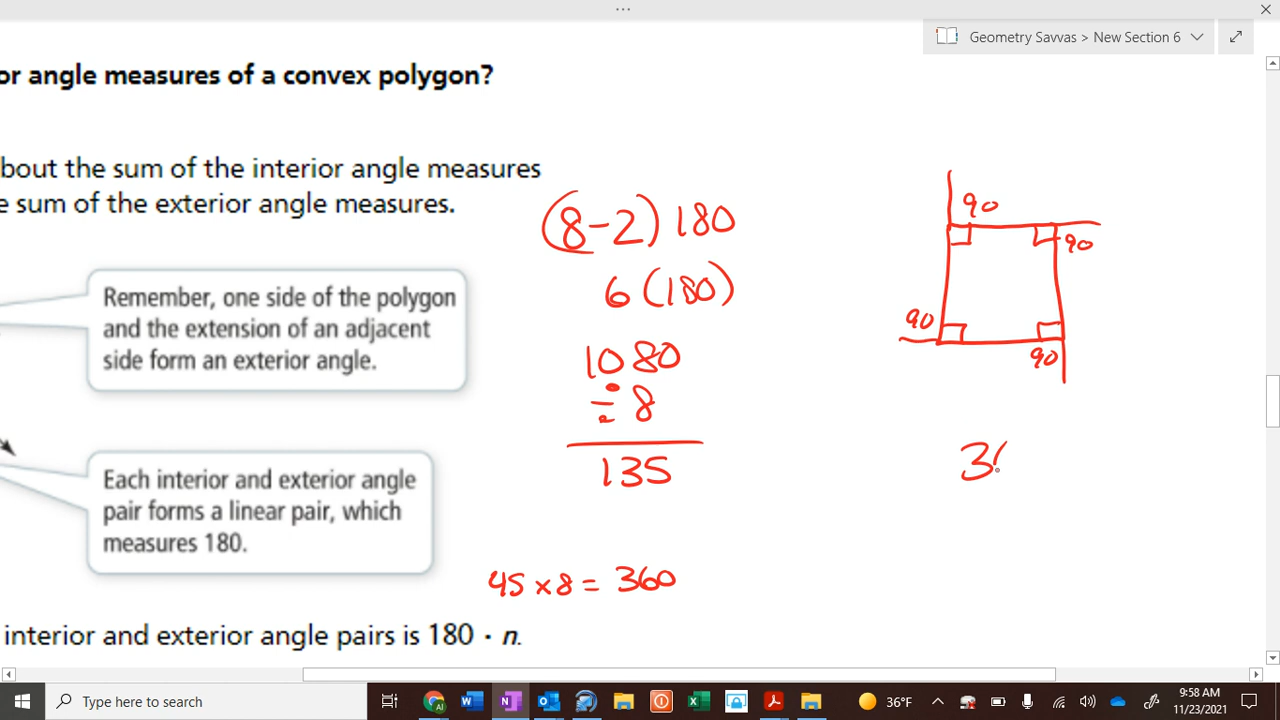 Geometry Savvas > New Section 6
or angle measures of a convex polygon?
bout the sum of the interior angle measures
e sum of the exterior angle measures.
Remember, one side of the polygon
and the extension of an adjacent
side form an exterior angle.
Each interior and exterior angle
pair forms a linear pair, which
measures 180.
interior and exterior angle pairs is 180 · n.
(8-2) 180
6 (180)
1080
÷ 8
135
45 x 8 = 360
90
90
90
90
3
Type here to search
36°F
9:58 AM
11/23/2021